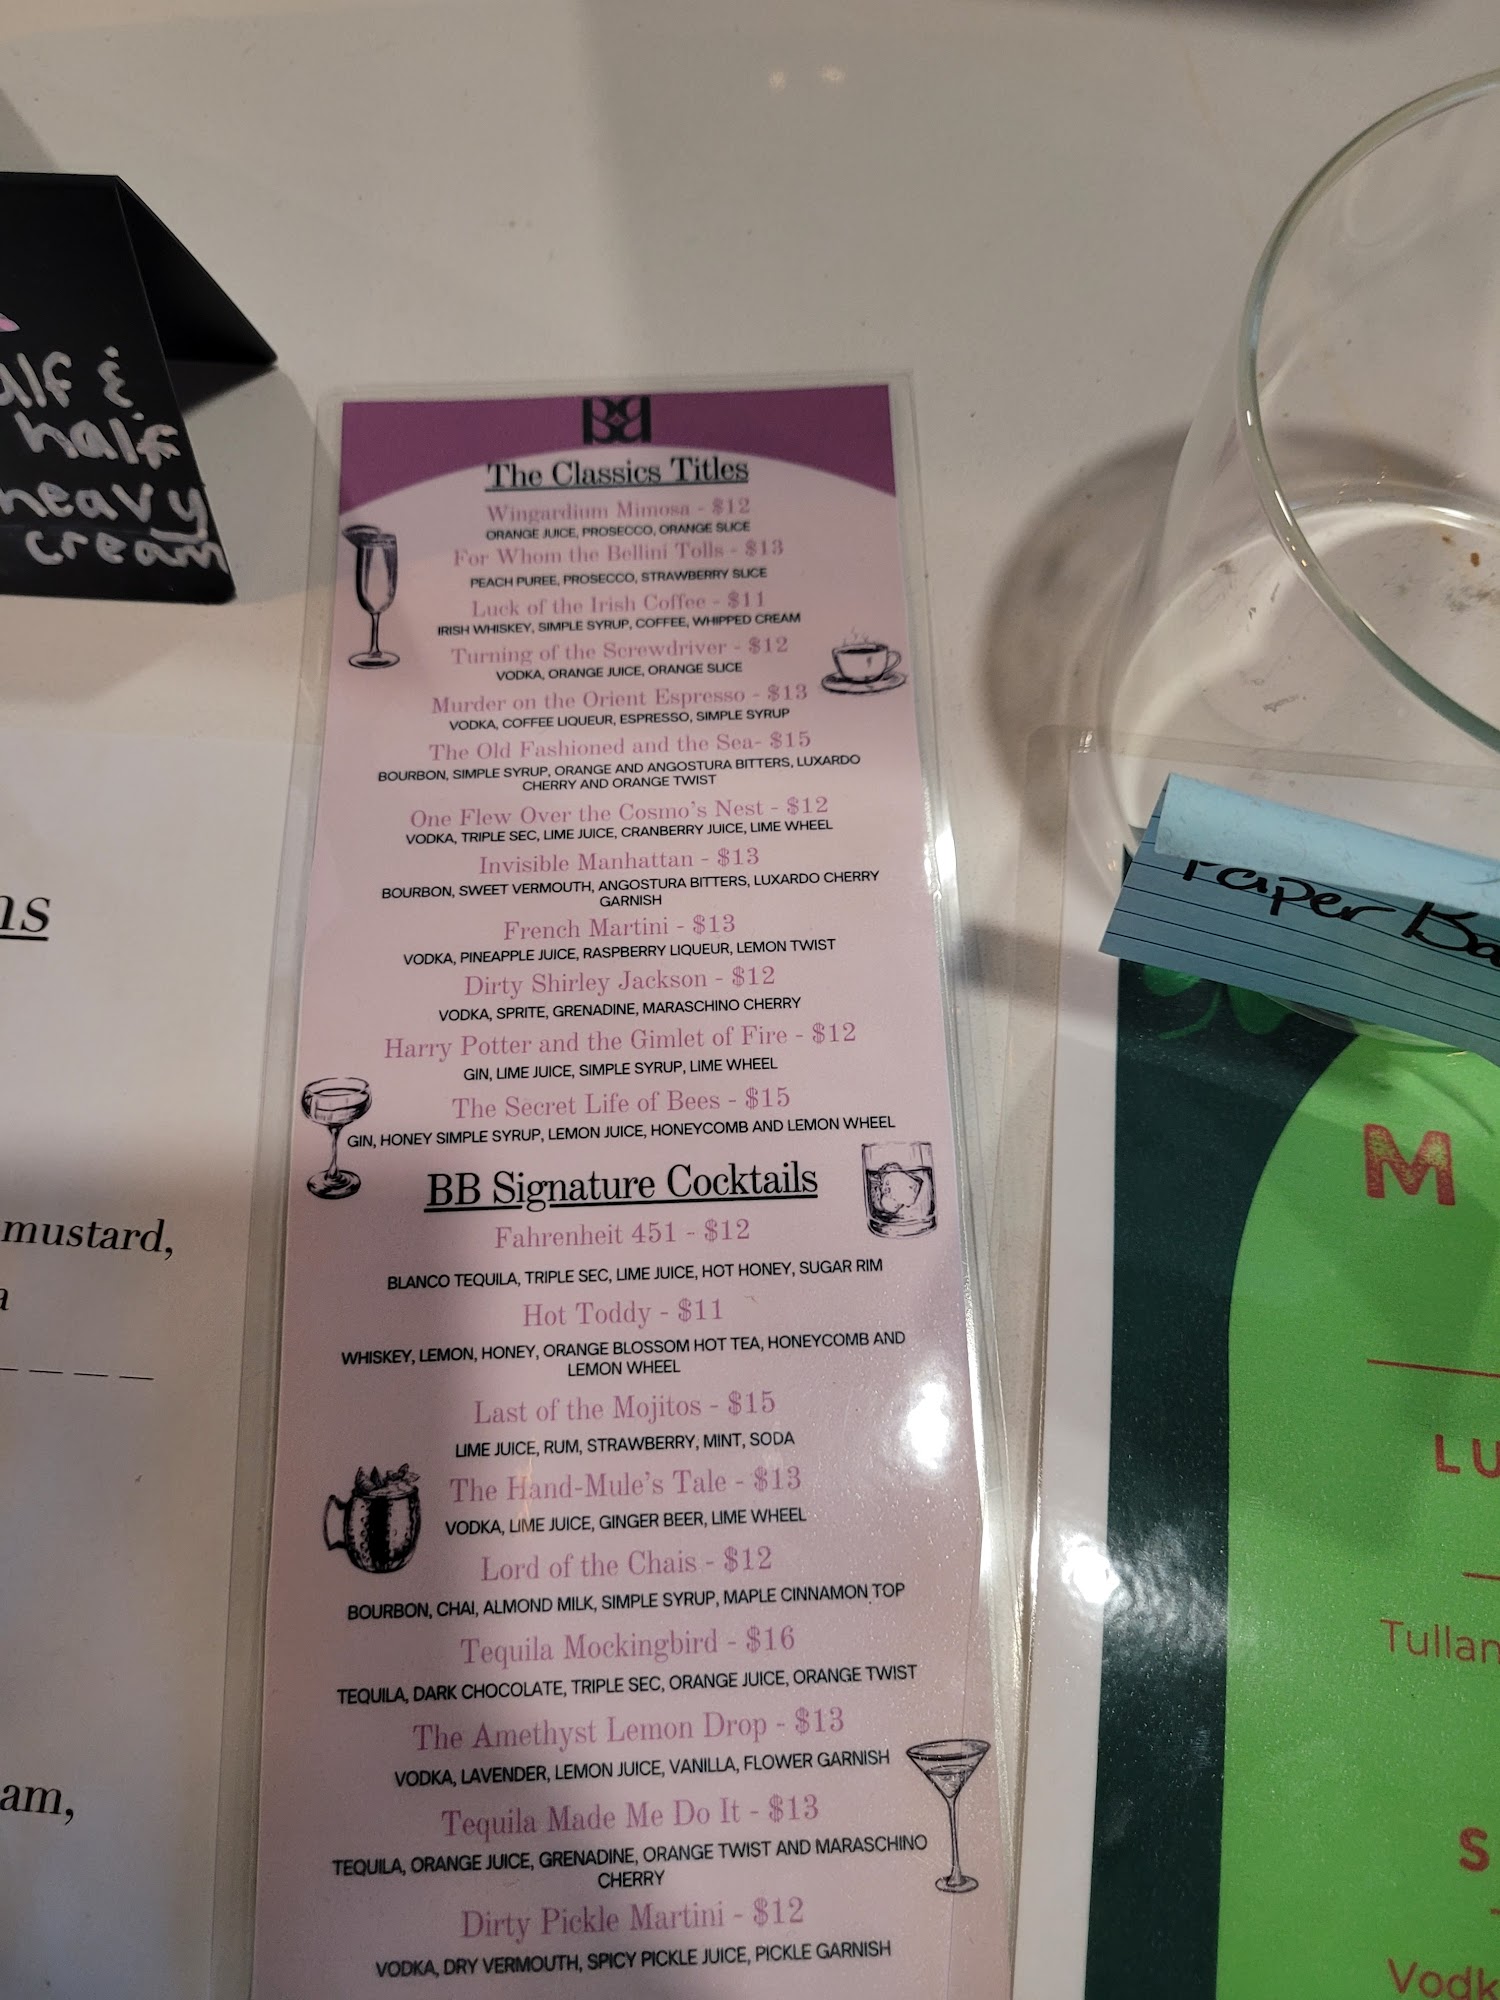 alf &
half
heavy
cream
ns
mustard,
a
am,
BB
The Classics Titles
Wingardium Mimosa - $12
ORANGE JUICE, PROSECCO, ORANGE SLICE
For Whom the Bellini Tolls - $13
PEACH PUREE, PROSECCO, STRAWBERRY SLICE
Luck of the Irish Coffee - $11
IRISH WHISKEY, SIMPLE SYRUP, COFFEE, WHIPPED CREAM
Turning of the Screwdriver - $12
VODKA, ORANGE JUICE, ORANGE SLICE
Murder on the Orient Espresso - $13
VODKA, COFFEE LIQUEUR, ESPRESSO, SIMPLE SYRUP
The Old Fashioned and the Sea- $15
BOURBON, SIMPLE SYRUP, ORANGE AND ANGOSTURA BITTERS, LUXARDO
CHERRY AND ORANGE TWIST
One Flew Over the Cosmo's Nest - $12
VODKA, TRIPLE SEC, LIME JUICE, CRANBERRY JUICE, LIME WHEEL
Invisible Manhattan - $13
BOURBON, SWEET VERMOUTH, ANGOSTURA BITTERS, LUXARDO CHERRY
GARNISH
French Martini - $13
VODKA, PINEAPPLE JUICE, RASPBERRY LIQUEUR, LEMON TWIST
Dirty Shirley Jackson - $12
VODKA, SPRITE, GRENADINE, MARASCHINO CHERRY
Harry Potter and the Gimlet of Fire - $12
GIN, LIME JUICE, SIMPLE SYRUP, LIME WHEEL
The Secret Life of Bees - $15
GIN, HONEY SIMPLE SYRUP, LEMON JUICE, HONEYCOMB AND LEMON WHEEL
BB Signature Cocktails
Fahrenheit 451 - $12
BLANCO TEQUILA, TRIPLE SEC, LIME JUICE, HOT HONEY, SUGAR RIM
Hot Toddy - $11
WHISKEY, LEMON, HONEY, ORANGE BLOSSOM HOT TEA, HONEYCOMB AND
LEMON WHEEL
Last of the Mojitos - $15
LIME JUICE, RUM, STRAWBERRY, MINT, SODA
The Hand-Mule's Tale - $13
VODKA, LIME JUICE, GINGER BEER, LIME WHEEL
Lord of the Chais - $12
BOURBON, CHAI, ALMOND MILK, SIMPLE SYRUP, MAPLE CINNAMON TOP
Tequila Mockingbird - $16
TEQUILA, DARK CHOCOLATE, TRIPLE SEC, ORANGE JUICE, ORANGE TWIST
The Amethyst Lemon Drop - $13
VODKA, LAVENDER, LEMON JUICE, VANILLA, FLOWER GARNISH
Tequila Made Me Do It - $13
TEQUILA, ORANGE JUICE, GRENADINE, ORANGE TWIST AND MARASCHINO
CHERRY
Dirty Pickle Martini - $12
VODKA, DRY VERMOUTH, SPICY PICKLE JUICE, PICKLE GARNISH
Paper Ba
M
LU
Tullam
S
Vodk